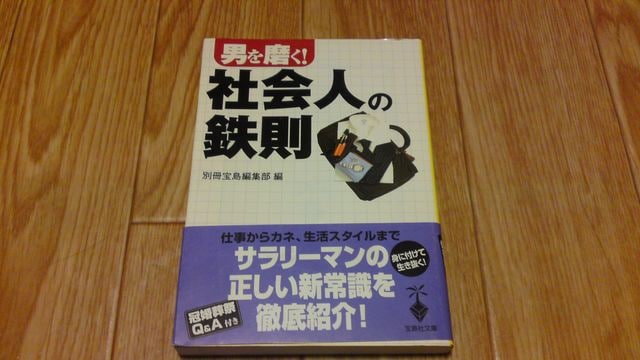 男を磨く!
社会人の
鉄則
別冊宝島編集部 編
仕事からカネ、生活スタイルまで
サラリーマンの
正しい新常識を
徹底紹介!
身に付けて
生き抜く!
冠婚葬祭
Q&A付き
宝島社文庫